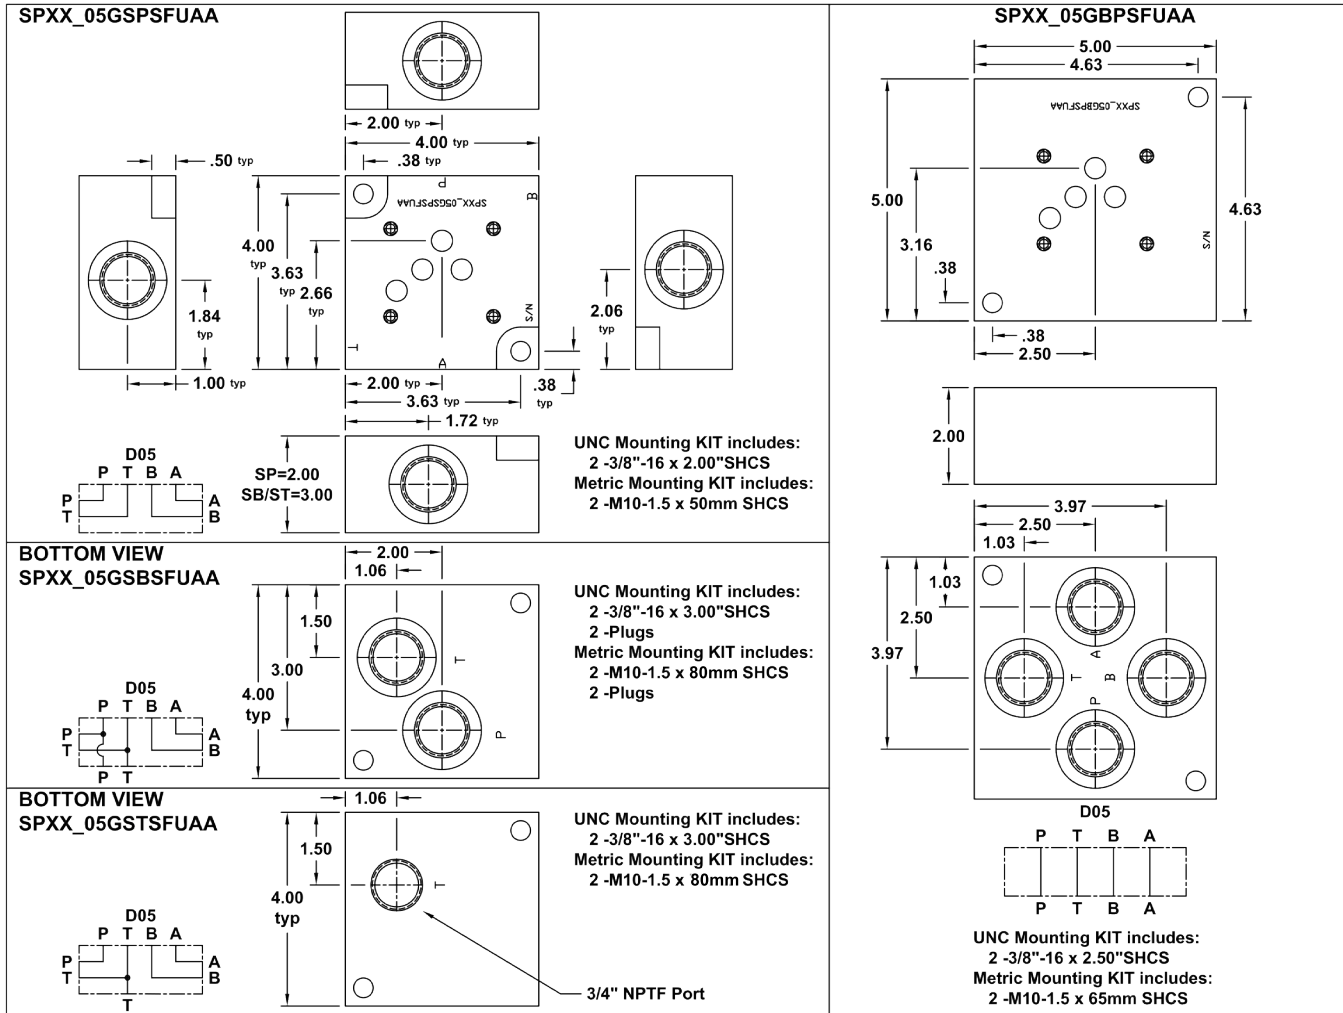 SPXX_05GSPSFUAA
2.00 typ
4.00 typ
.50 typ
.38 typ
P
B
SPXX_05GSPSFUAA
4.00 typ
3.63 typ
2.66 typ
S/N
T
A
1.84 typ
1.00 typ
2.06 typ
2.00 typ
3.63 typ
.38 typ
1.72 typ
SP=2.00
SB/ST=3.00
D05
P T B A
P A
T B
UNC Mounting KIT includes:
2 -3/8"-16 x 2.00"SHCS
Metric Mounting KIT includes:
2 -M10-1.5 x 50mm SHCS
BOTTOM VIEW
SPXX_05GSBSFUAA
2.00
1.06
1.50
3.00
4.00 typ
T
P
D05
P T B A
P A
T B
P T
UNC Mounting KIT includes:
2 -3/8"-16 x 3.00"SHCS
2 -Plugs
Metric Mounting KIT includes:
2 -M10-1.5 x 80mm SHCS
2 -Plugs
BOTTOM VIEW
SPXX_05GSTSFUAA
1.06
1.50
4.00 typ
T
3/4" NPTF Port
D05
P T B A
P A
T B
T
UNC Mounting KIT includes:
2 -3/8"-16 x 3.00"SHCS
Metric Mounting KIT includes:
2 -M10-1.5 x 80mm SHCS
SPXX_05GBPSFUAA
5.00
4.63
SPXX_05GBPSFUAA
5.00
3.16
.38
4.63
S/N
.38
2.50
2.00
3.97
2.50
1.03
1.03
2.50
3.97
A
T
B
P
D05
P T B A
P T B A
UNC Mounting KIT includes:
2 -3/8"-16 x 2.50"SHCS
Metric Mounting KIT includes:
2 -M10-1.5 x 65mm SHCS